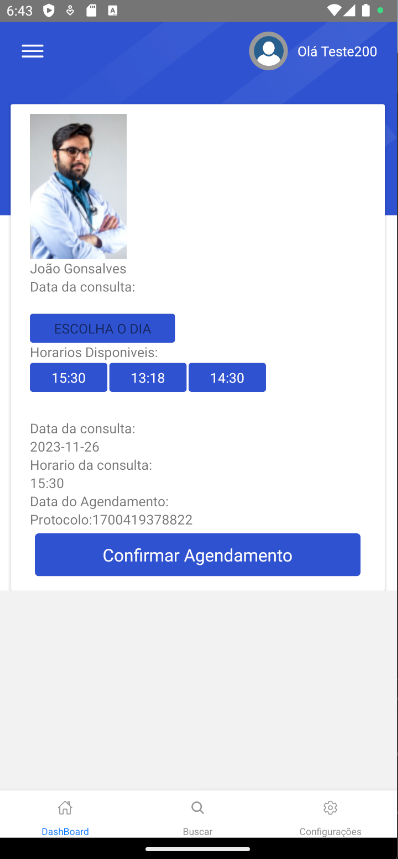 6:43
Olá Teste200
João Gonsalves
Data da consulta:
ESCOLHA O DIA
Horarios Disponiveis:
15:30 13:18 14:30
Data da consulta:
2023-11-26
Horario da consulta:
15:30
Data do Agendamento:
Protocolo:1700419378822
Confirmar Agendamento
DashBoard Buscar Configurações